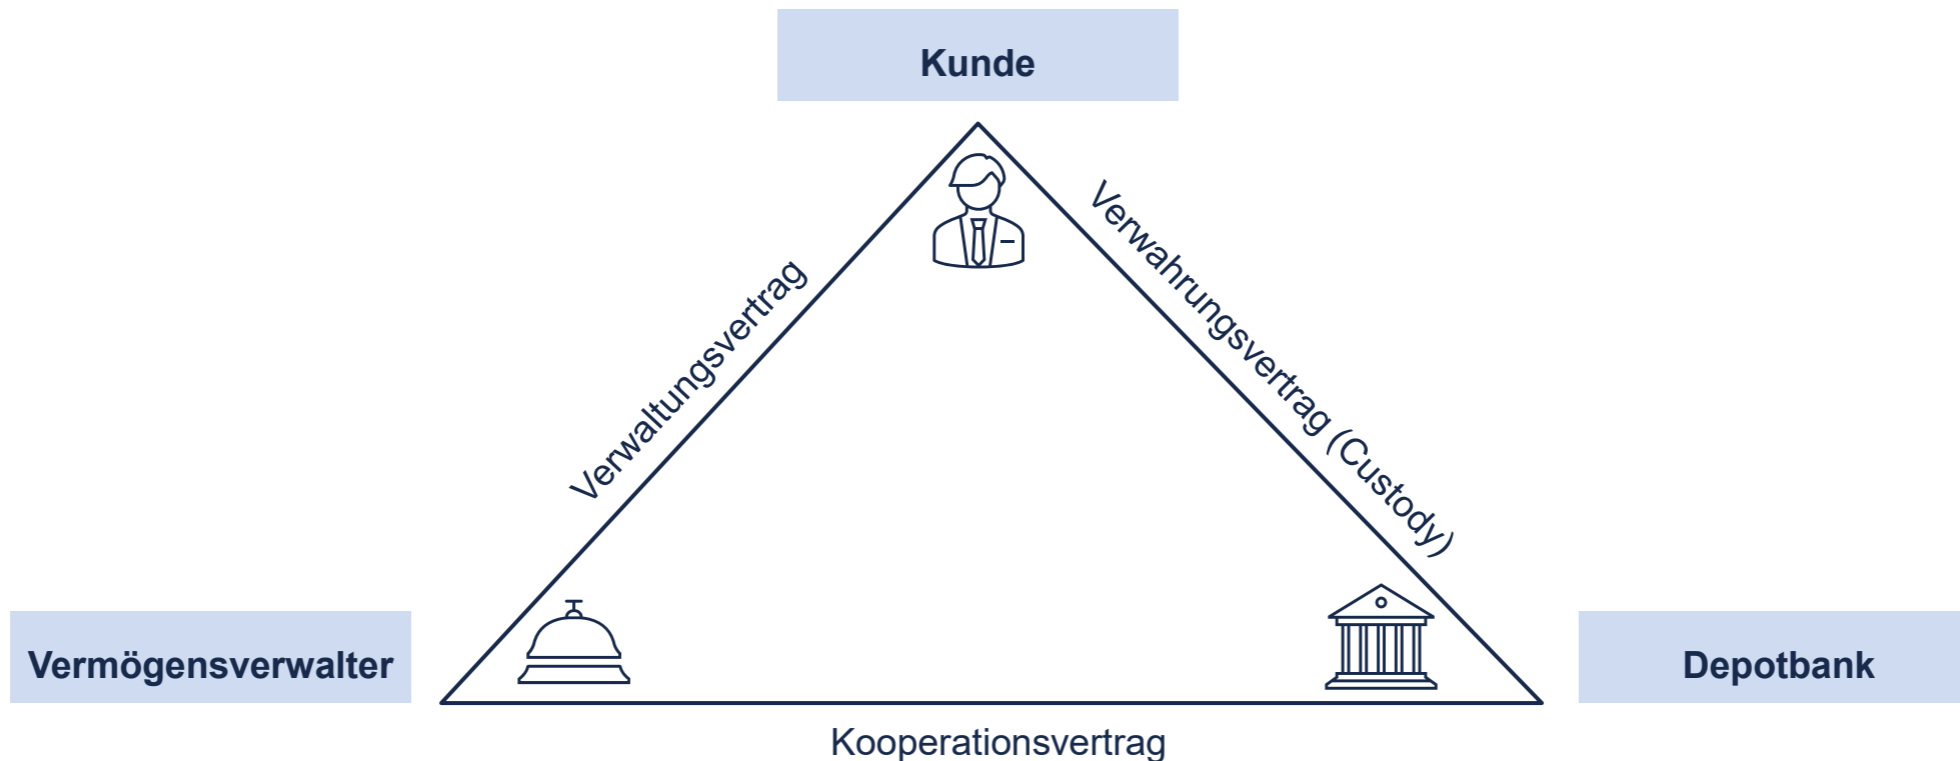 Kunde
Verwaltungsvertrag
Verwahrungsvertrag (Custody)
Vermögensverwalter
Depotbank
Kooperationsvertrag